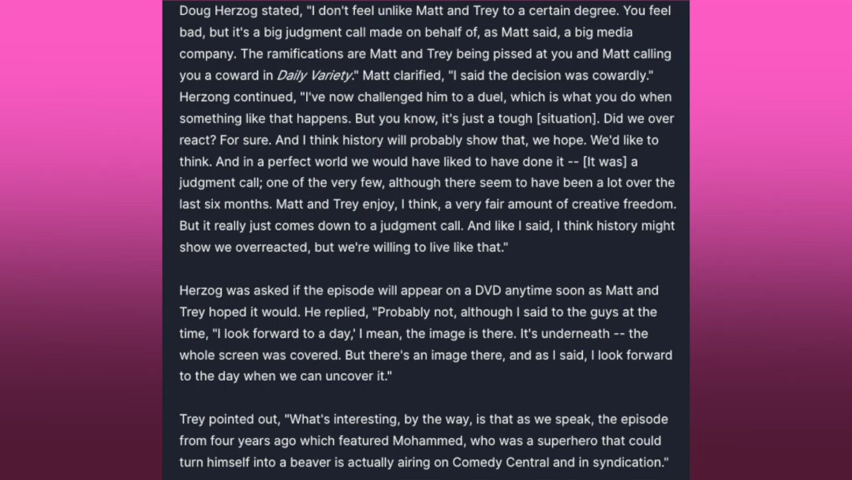 Doug Herzog stated, "I don't feel unlike Matt and Trey to a certain degree. You feel
bad, but it's a big judgment call made on behalf of, as Matt said, a big media
company. The ramifications are Matt and Trey being pissed at you and Matt calling
you a coward in Daily Variety." Matt clarified, "I said the decision was cowardly."
Herzong continued, "I've now challenged him to a duel, which is what you do when
something like that happens. But you know, it's just a tough [situation]. Did we over
react? For sure. And I think history will probably show that, we hope. We'd like to
think. And in a perfect world we would have liked to have done it -- [It was] a
judgment call; one of the very few, although there seem to have been a lot over the
last six months. Matt and Trey enjoy, I think, a very fair amount of creative freedom.
But it really just comes down to a judgment call. And like I said, I think history might
show we overreacted, but we're willing to live like that."
Herzog was asked if the episode will appear on a DVD anytime soon as Matt and
Trey hoped it would. He replied, "Probably not, although I said to the guys at the
time, "I look forward to a day,' I mean, the image is there. It's underneath -- the
whole screen was covered. But there's an image there, and as I said, I look forward
to the day when we can uncover it."
Trey pointed out, "What's interesting, by the way, is that as we speak, the episode
from four years ago which featured Mohammed, who was a superhero that could
turn himself into a beaver is actually airing on Comedy Central and in syndication."